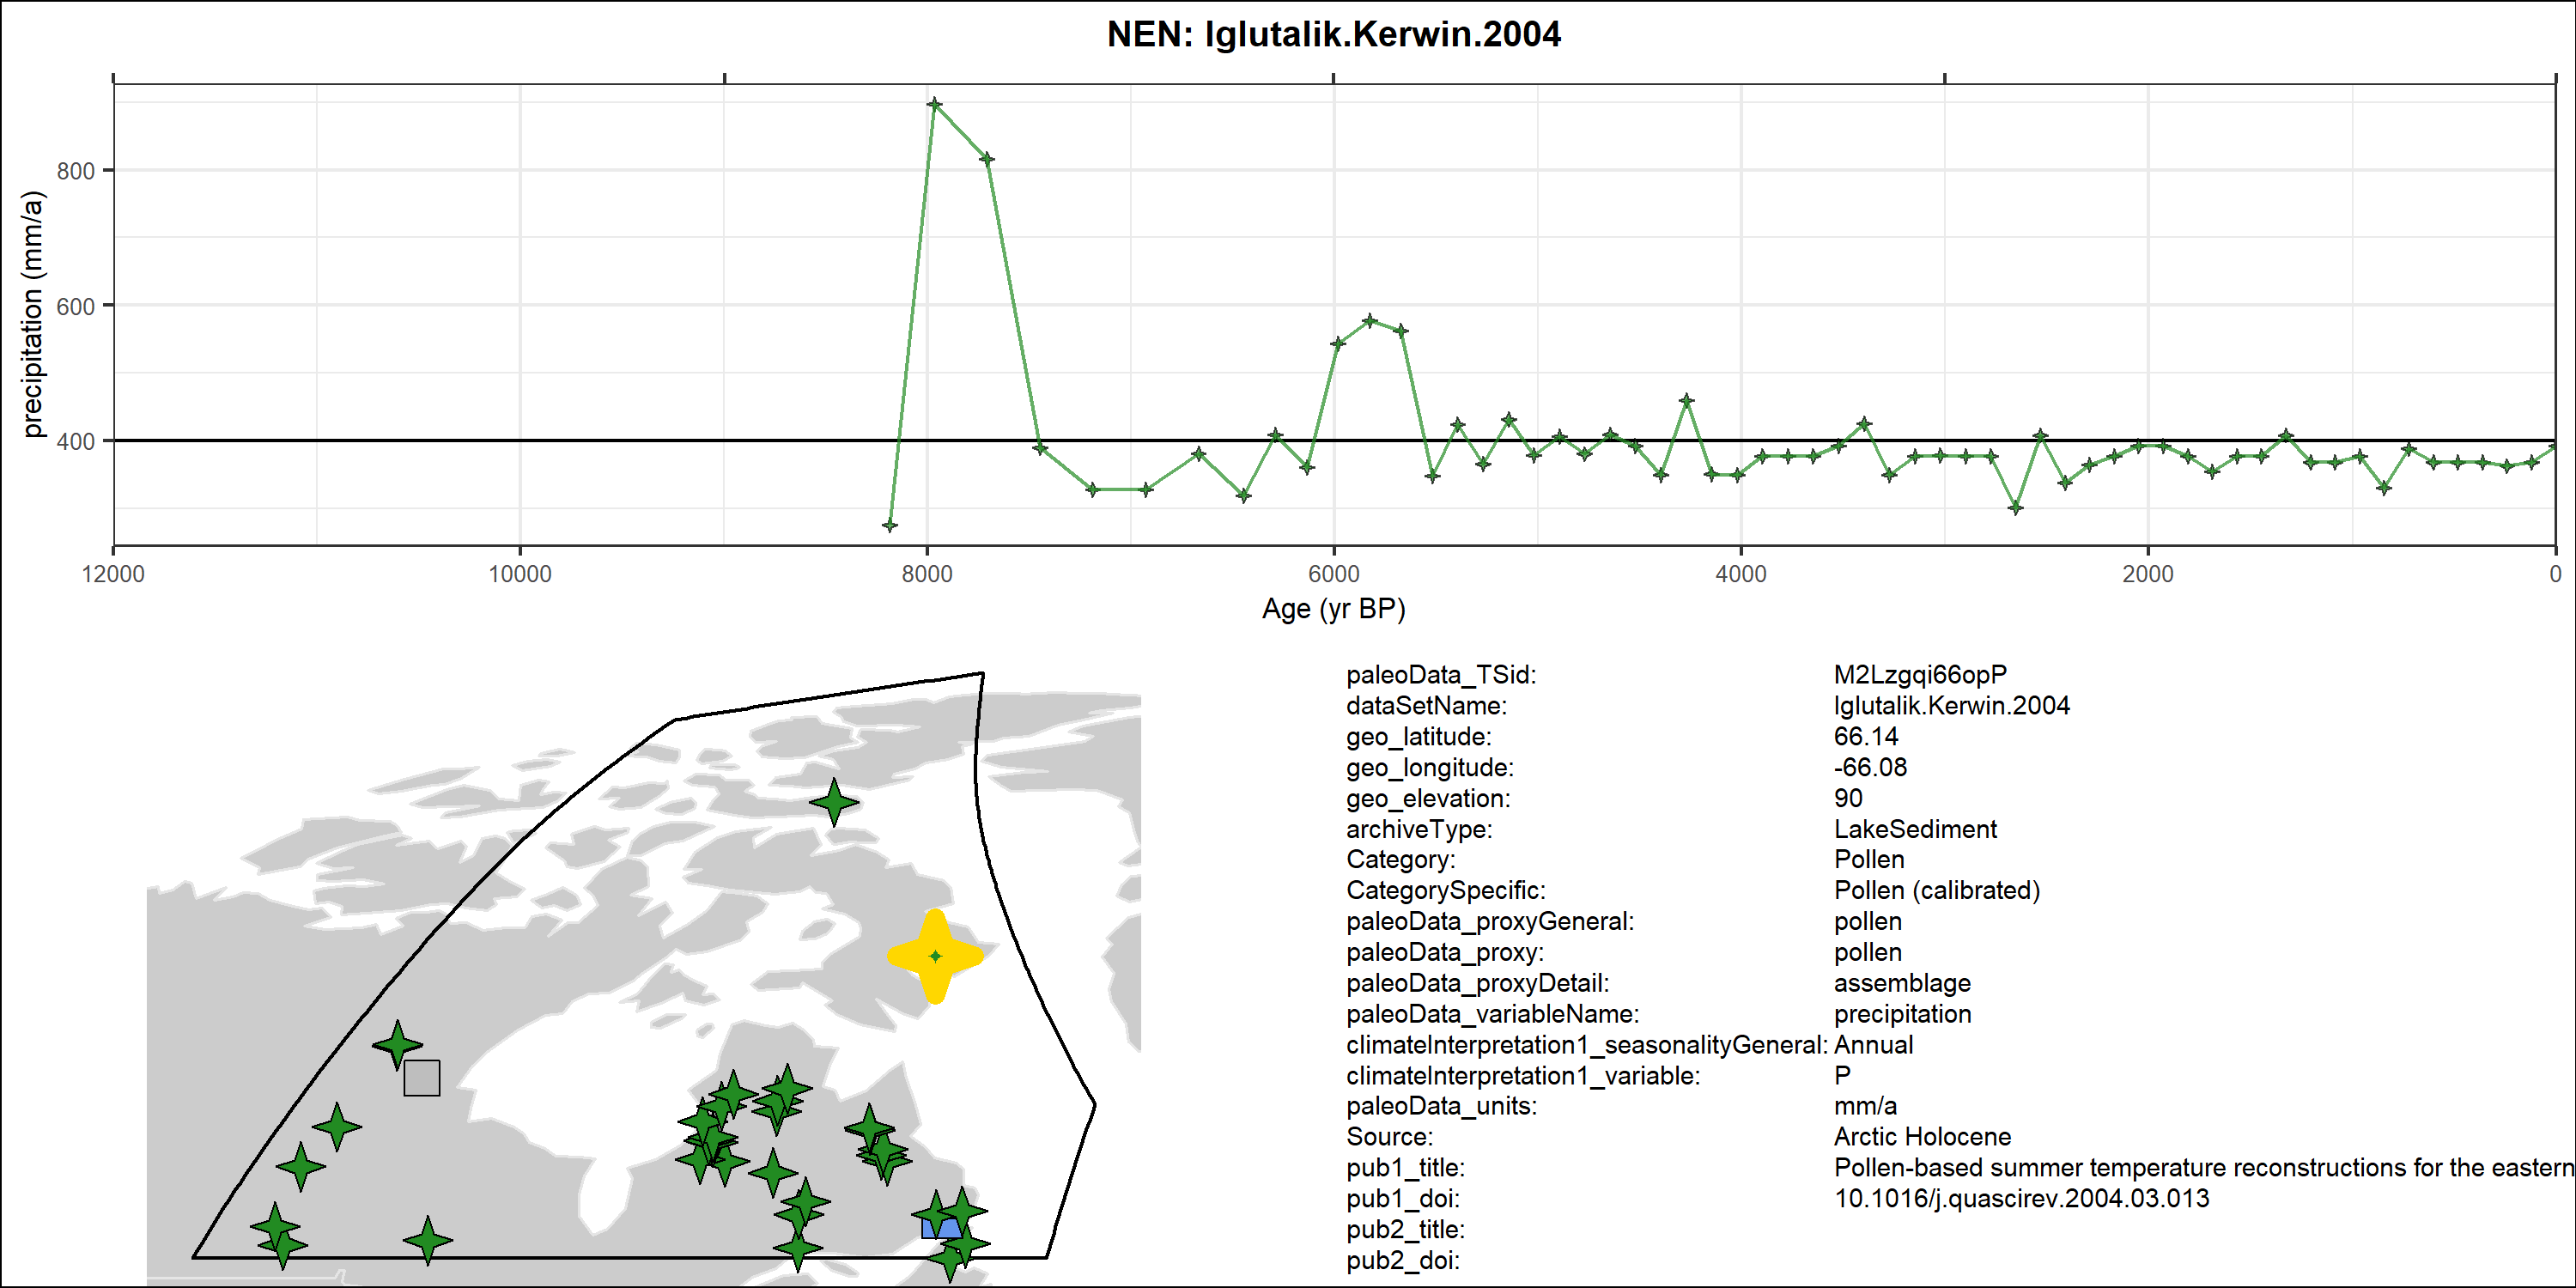 NEN: Iglutalik.Kerwin.2004
precipitation (mm/a)
800
600
400
12000 10000 8000 6000 4000 2000 0
Age (yr BP)
paleoData_TSid: M2Lzgqi66opP
dataSetName: Iglutalik.Kerwin.2004
geo_latitude: 66.14
geo_longitude: -66.08
geo_elevation: 90
archiveType: LakeSediment
Category: Pollen
CategorySpecific: Pollen (calibrated)
paleoData_proxyGeneral: pollen
paleoData_proxy: pollen
paleoData_proxyDetail: assemblage
paleoData_variableName: precipitation
climateInterpretation1_seasonalityGeneral: Annual
climateInterpretation1_variable: P
paleoData_units: mm/a
Source: Arctic Holocene
pub1_title: Pollen-based summer temperature reconstructions for the eastern
pub1_doi: 10.1016/j.quascirev.2004.03.013
pub2_title:
pub2_doi: